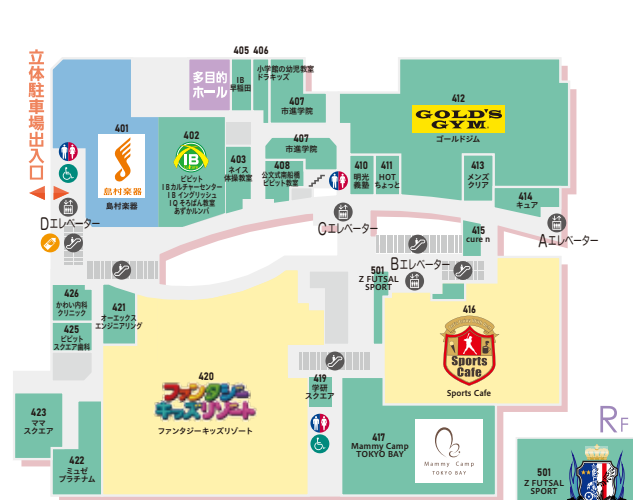 立体駐車場出入口
401
島村楽器
島村楽器
402
IB
ビビット
IBカルチャーセンター
IBイングリッシュ
IQそろばん教室
あずかルンバ
多目的
ホール
405
IB
早稲田
406
小学館の幼児教室
ドラキッズ
407
市進学院
407
市進学院
403
ネイス
体操教室
408
公文式南船橋
ビビット教室
410
明光
義塾
411
HOT
ちょっと
412
GOLD'S
GYM
ゴールドジム
413
メンズ
クリア
414
キュア
415
cure n
Dエレベーター
Cエレベーター
Bエレベーター
Aエレベーター
501
Z FUTSAL
SPORT
416
Sports
Cafe
Sports Cafe
426
かわい内科
クリニック
425
ビビット
スクエア歯科
421
オーエックス
エンジニアリング
420
ファンタジー
キッズリゾート
ファンタジーキッズリゾート
419
学研
スクエア
417
Mammy Camp
TOKYO BAY
Mammy Camp
TOKYO BAY
423
ママ
スクエア
422
ミュゼ
プラチナム
RF
501
Z FUTSAL
SPORT